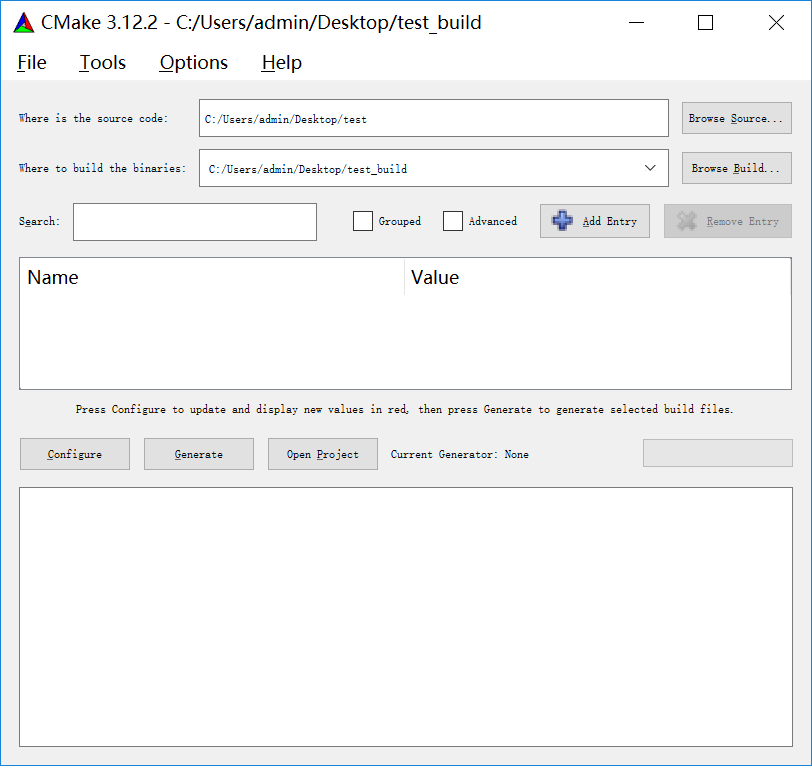 CMake 3.12.2 - C:/Users/admin/Desktop/test_build
File Tools Options Help
Where is the source code: C:/Users/admin/Desktop/test Browse Source...
Where to build the binaries: C:/Users/admin/Desktop/test_build Browse Build...
Search: Grouped Advanced Add Entry Remove Entry
Name Value
Press Configure to update and display new values in red, then press Generate to generate selected build files.
Configure Generate Open Project Current Generator: None